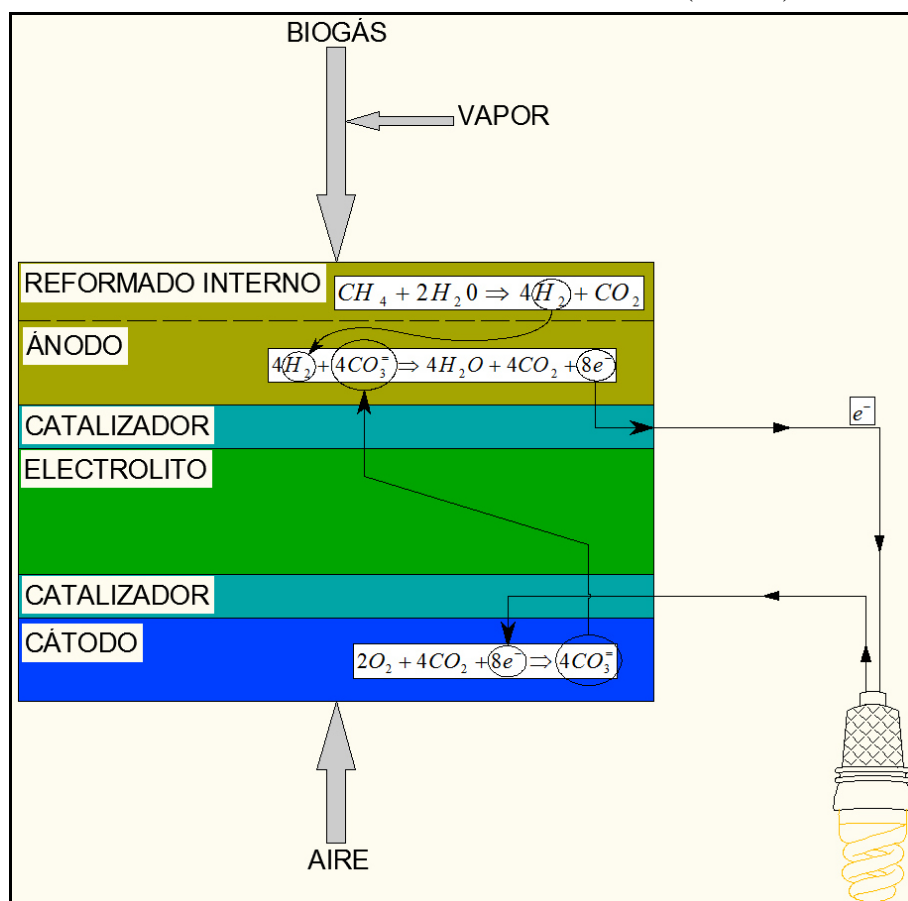 BIOGÁS
VAPOR
REFORMADO INTERNO
CH₄ + 2H₂0 ⇒ 4H₂ + CO₂
ÁNODO
4H₂ + 4CO₃⁼ ⇒ 4H₂O + 4CO₂ + 8e⁻
CATALIZADOR
e⁻
ELECTROLITO
CATALIZADOR
CÁTODO
2O₂ + 4CO₂ + 8e⁻ ⇒ 4CO₃⁼
AIRE